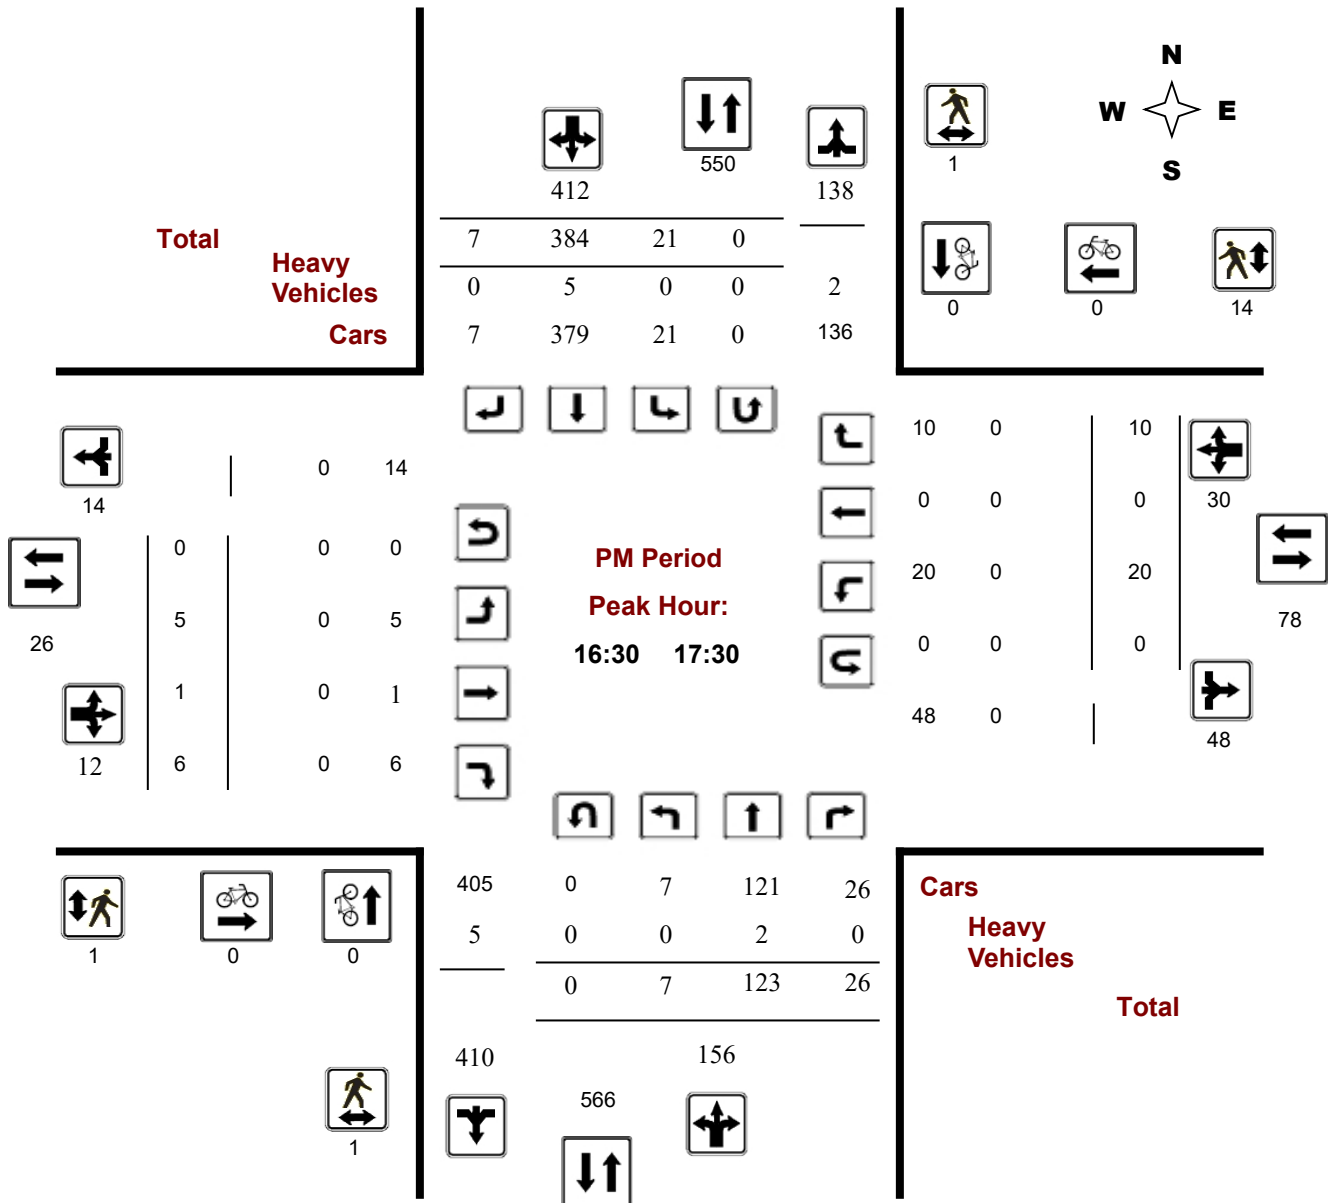 N
W E
S
412 550 138 1
Total 7 384 21 0
Heavy
Vehicles 0 5 0 0 2
Cars 7 379 21 0 136
0 0 14
10 0 10
0 14
14 0 0 0 30
0 0 0
PM Period
20 0 20
Peak Hour:
5 0 5
26 16:30 17:30 78
0 0 0
1 0 1
48 0 48
12 6 0 6
405 0 7 121 26 Cars
5 0 0 2 0 Heavy
Vehicles
1 0 0
0 7 123 26
Total
410 156
566
1